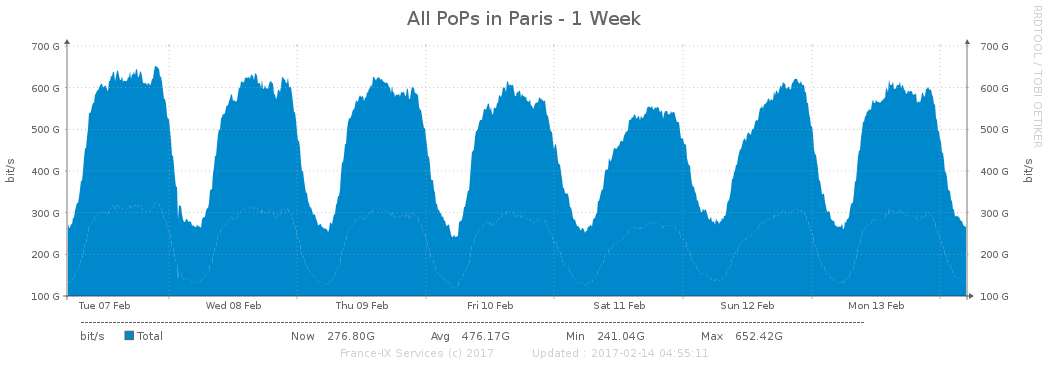 All PoPs in Paris - 1 Week
RRDTOOL / TOBI OETIKER
700 G 700 G
600 G 600 G
500 G 500 G
400 G 400 G
300 G 300 G
200 G 200 G
100 G 100 G
bit/s bit/s
Tue 07 Feb Wed 08 Feb Thu 09 Feb Fri 10 Feb Sat 11 Feb Sun 12 Feb Mon 13 Feb
bit/s Total Now 276.80G Avg 476.17G Min 241.04G Max 652.42G
France-IX Services (c) 2017 Updated : 2017-02-14 04:55:11